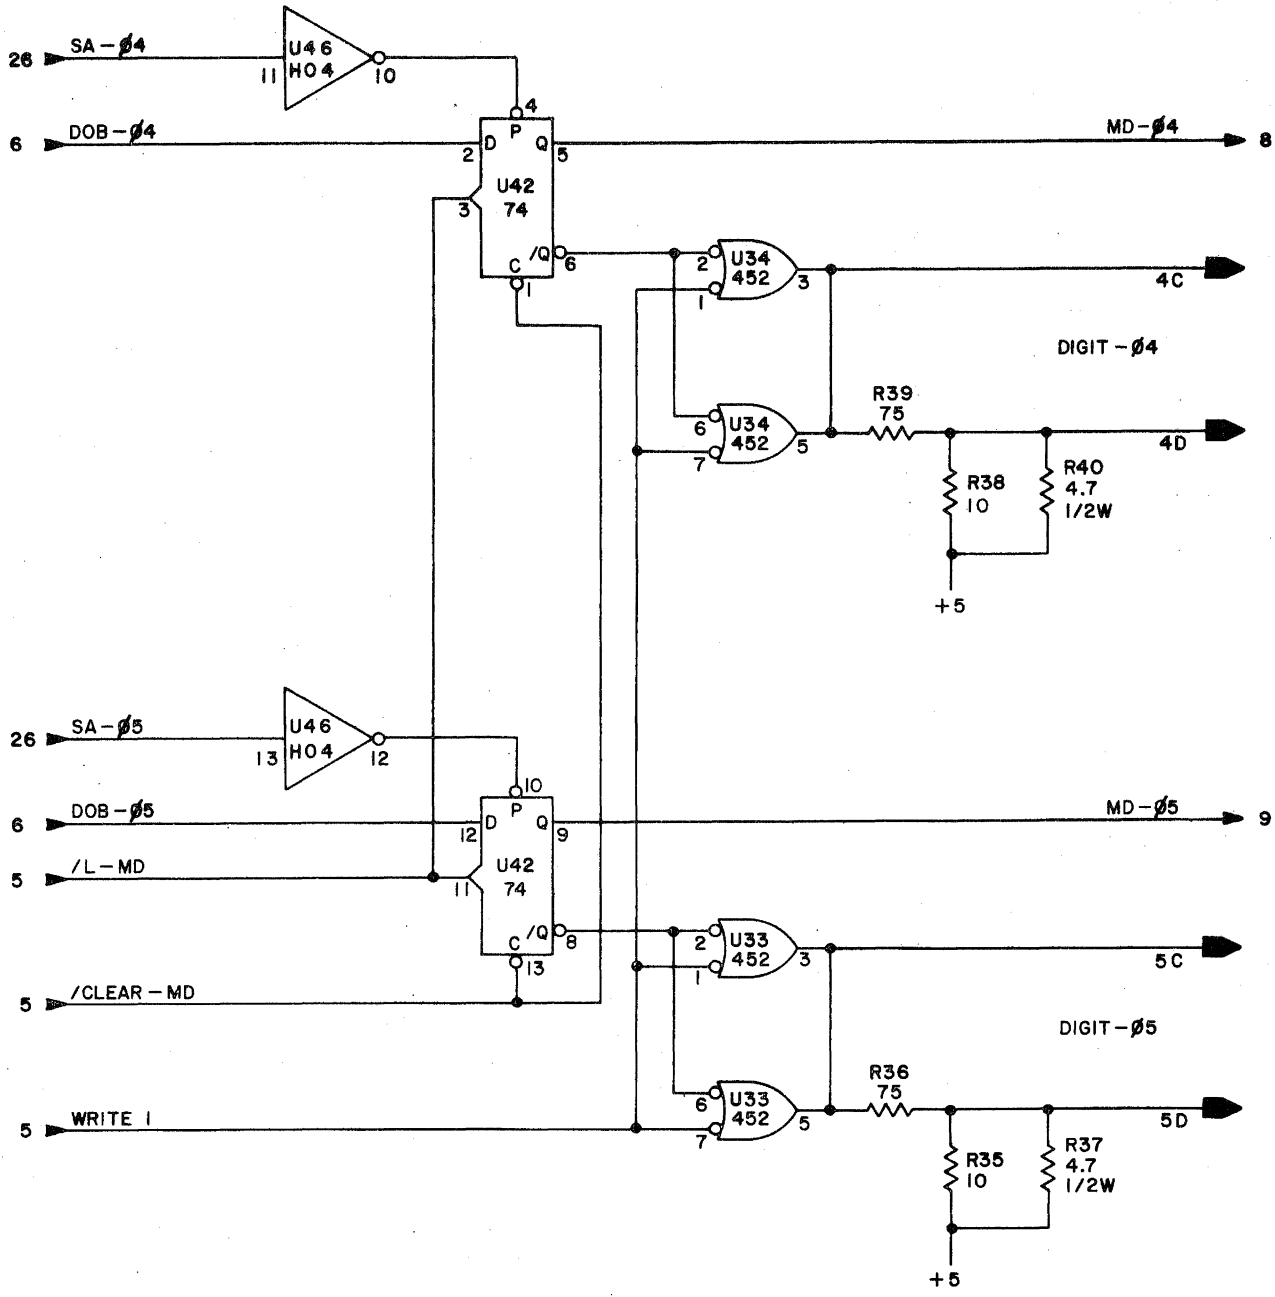 26
SA-Ø4
11
U46
H04
10
4
6
DOB-Ø4
2
D
P
Q
5
MD-Ø4
8
3
U42
74
/Q
6
C
1
2
U34
452
1
3
4C
DIGIT-Ø4
6
U34
452
7
5
R39
75
4D
R38
10
R40
4.7
1/2W
+5
26
SA-Ø5
13
U46
H04
12
10
6
DOB-Ø5
12
D
P
Q
9
MD-Ø5
9
5
/L-MD
11
U42
74
/Q
8
C
13
2
U33
452
1
3
5C
5
/CLEAR-MD
DIGIT-Ø5
6
U33
452
7
5
R36
75
5D
5
WRITE 1
R35
10
R37
4.7
1/2W
+5